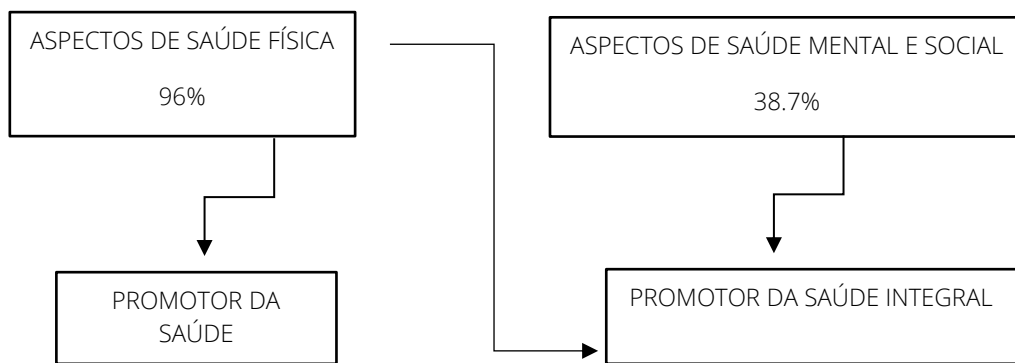 ASPECTOS DE SAÚDE FÍSICA
96%
ASPECTOS DE SAÚDE MENTAL E SOCIAL
38.7%
PROMOTOR DA
SAÚDE
PROMOTOR DA SAÚDE INTEGRAL